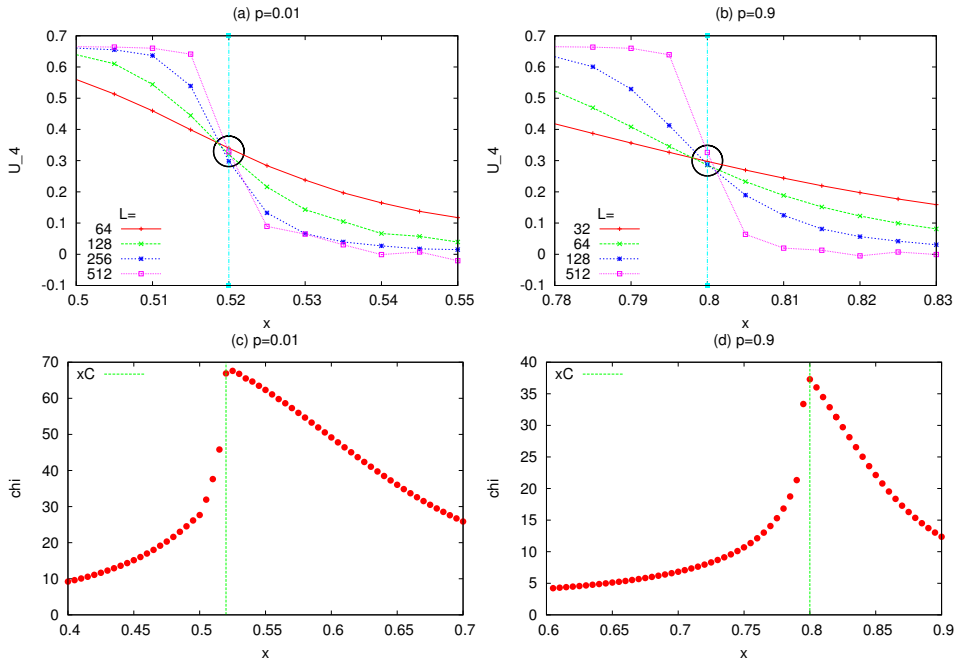 (a) p=0.01
0.7
0.6
0.5
0.4
0.3
0.2
0.1
0
-0.1
U_4
L=
64
128
256
512
0.5 0.51 0.52 0.53 0.54 0.55
x
(b) p=0.9
0.7
0.6
0.5
0.4
0.3
0.2
0.1
0
-0.1
U_4
L=
32
64
128
512
0.78 0.79 0.8 0.81 0.82 0.83
x
(c) p=0.01
70
60
50
40
30
20
10
0
chi
xC
0.4 0.45 0.5 0.55 0.6 0.65 0.7
x
(d) p=0.9
40
35
30
25
20
15
10
5
0
chi
xC
0.6 0.65 0.7 0.75 0.8 0.85 0.9
x